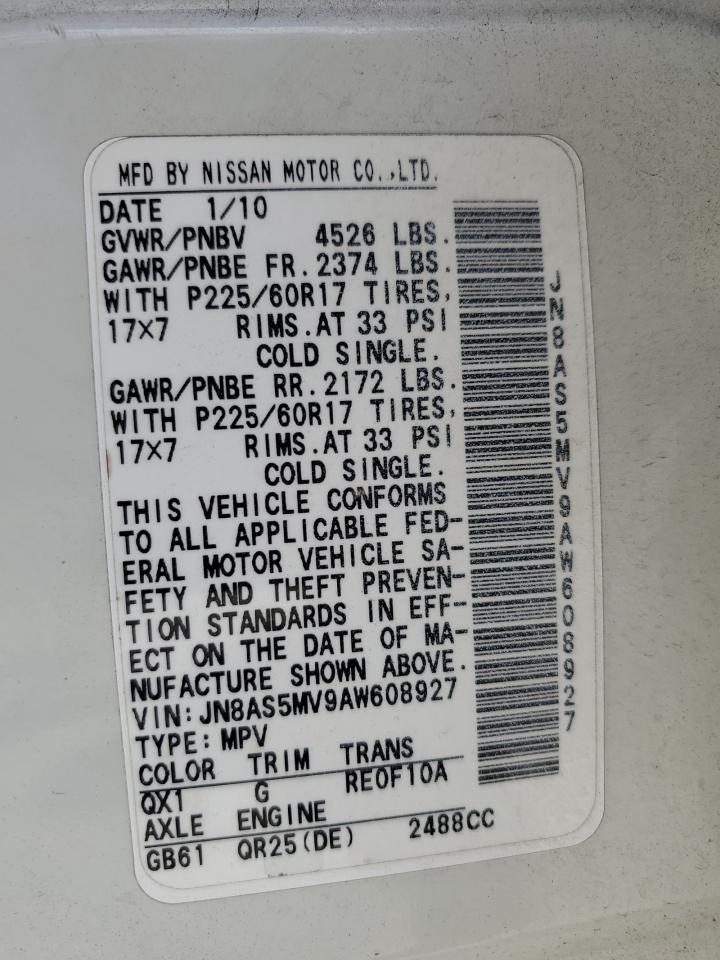 MFD BY NISSAN MOTOR CO.,LTD.
DATE 1/10
GVWR/PNBV 4526 LBS.
GAWR/PNBE FR.2374 LBS.
WITH P225/60R17 TIRES,
17×7 RIMS.AT 33 PSI
COLD SINGLE.
GAWR/PNBE RR.2172 LBS.
WITH P225/60R17 TIRES,
17×7 RIMS.AT 33 PSI
COLD SINGLE.
THIS VEHICLE CONFORMS
TO ALL APPLICABLE FED-
ERAL MOTOR VEHICLE SA-
FETY AND THEFT PREVEN-
TION STANDARDS IN EFF-
ECT ON THE DATE OF MA-
NUFACTURE SHOWN ABOVE.
VIN:JN8AS5MV9AW608927
TYPE:MPV
COLOR TRIM TRANS
QX1 G RE0F10A
AXLE ENGINE
GB61 QR25(DE) 2488CC
JN8AS5MV9AW608927